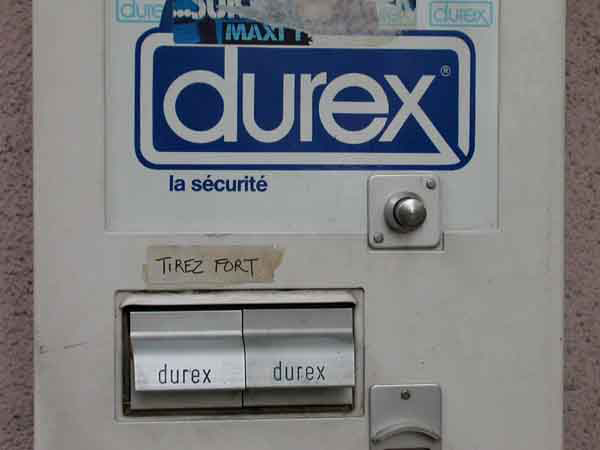 durex
MAXI
durex
durex®
la sécurité
TIREZ FORT
durex
durex